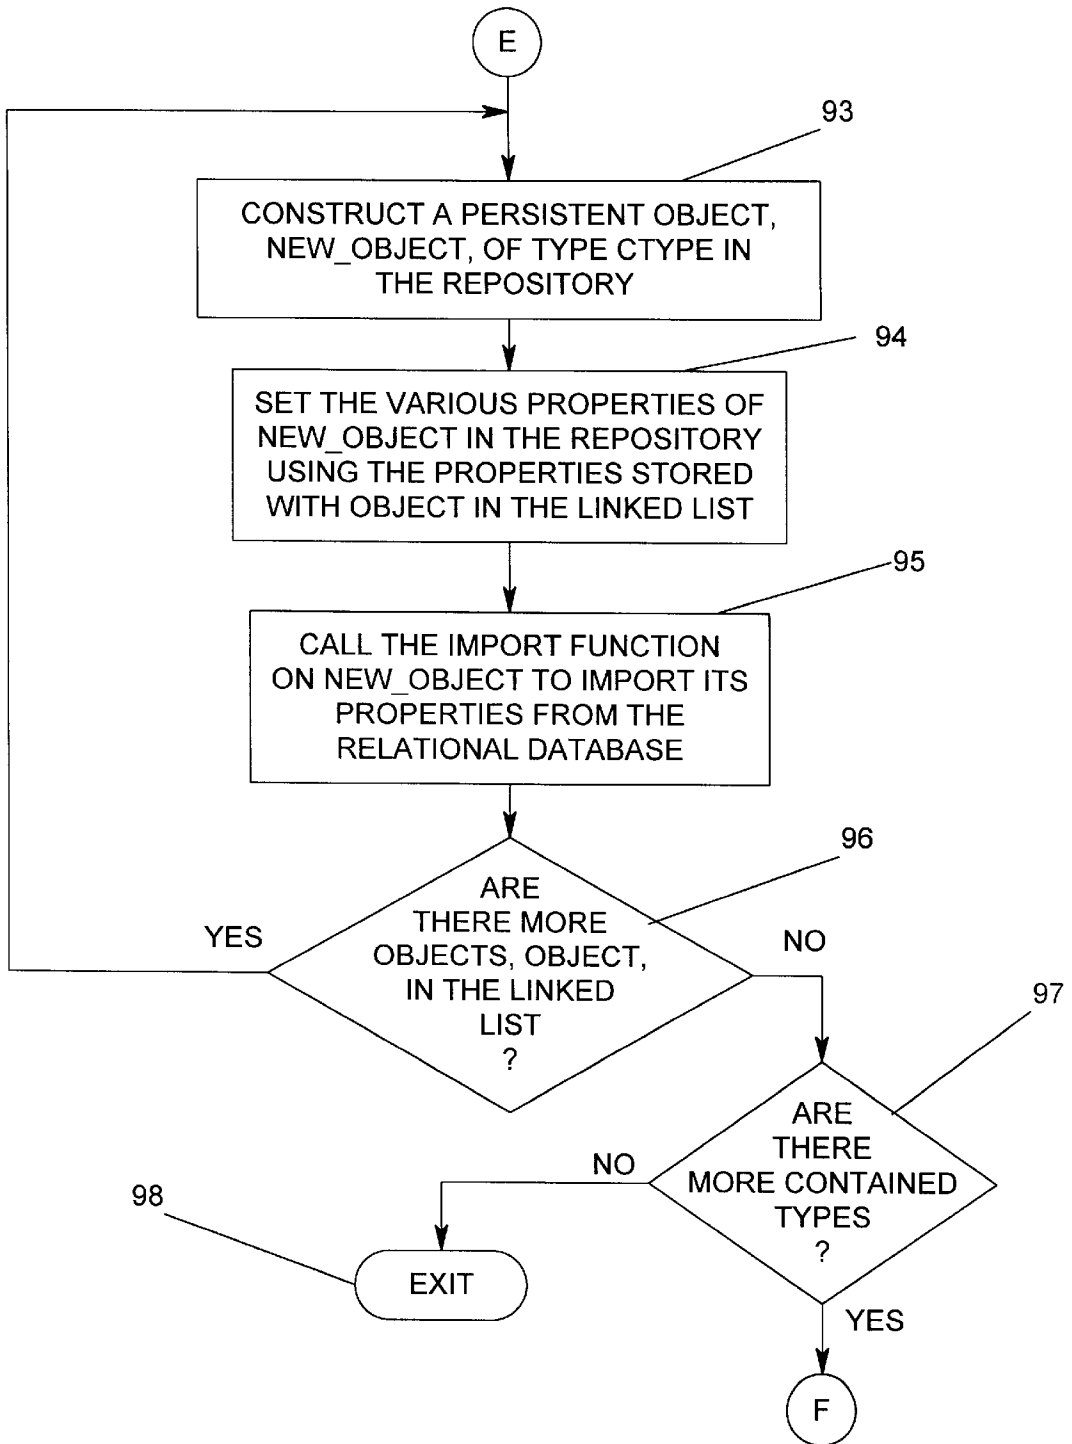 E
93
CONSTRUCT A PERSISTENT OBJECT,
NEW_OBJECT, OF TYPE CTYPE IN
THE REPOSITORY
94
SET THE VARIOUS PROPERTIES OF
NEW_OBJECT IN THE REPOSITORY
USING THE PROPERTIES STORED
WITH OBJECT IN THE LINKED LIST
95
CALL THE IMPORT FUNCTION
ON NEW_OBJECT TO IMPORT ITS
PROPERTIES FROM THE
RELATIONAL DATABASE
96
ARE
THERE MORE
OBJECTS, OBJECT,
IN THE LINKED
LIST
?
YES
NO
97
ARE
THERE
MORE CONTAINED
TYPES
?
NO
98
EXIT
YES
F